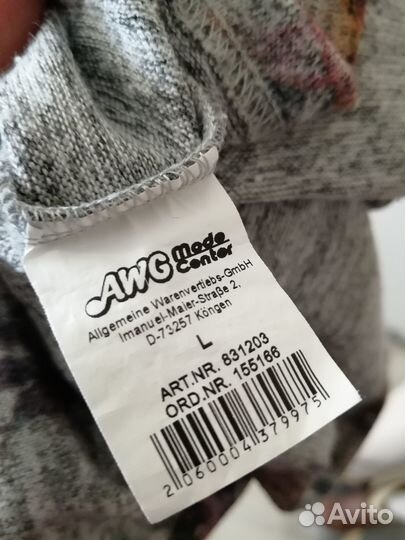 AWG Mode Center
Allgemeine Warenvertiebs-GmbH
Imanuel-Maier-Straße 2,
D-73257 Köngen
L
ART.NR. 831203
ORD.NR. 155166
2060004379975
Avito